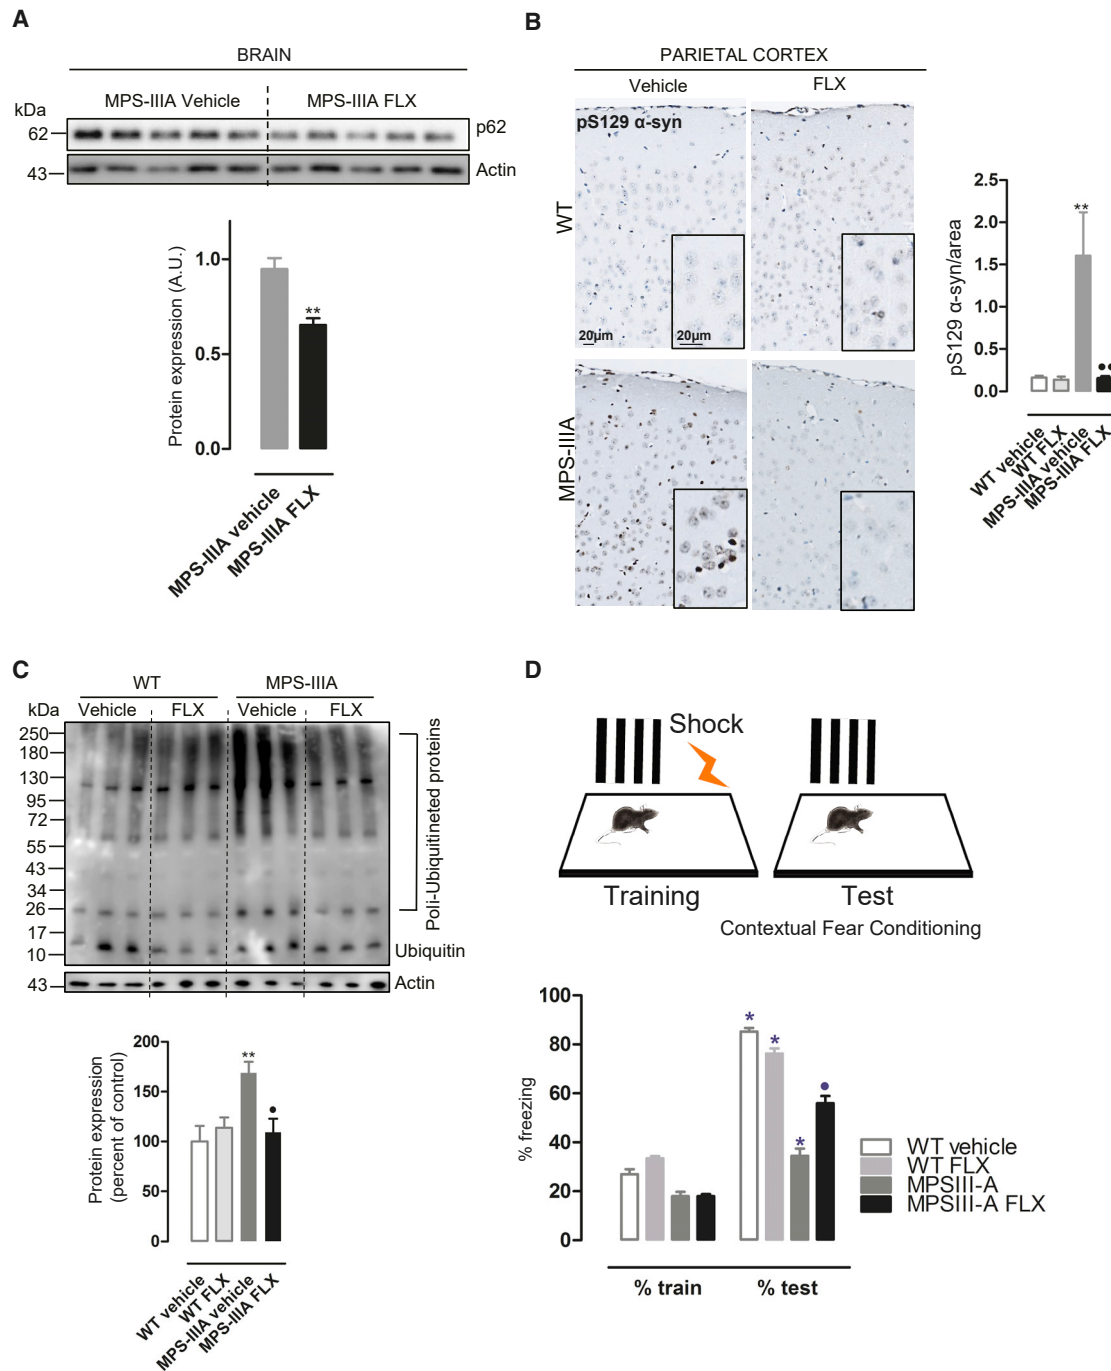 A
BRAIN
MPS-IIIA Vehicle
MPS-IIIA FLX
kDa
62
p62
43
Actin
Protein expression (A.U.)
1.0
0.5
0.0
**
MPS-IIIA vehicle
MPS-IIIA FLX
B
PARIETAL CORTEX
Vehicle
FLX
pS129 α-syn
WT
20µm
20µm
MPS-IIIA
pS129 α-syn/area
2.5
2.0
1.5
1.0
0.5
0.0
**
••
WT vehicle
WT FLX
MPS-IIIA vehicle
MPS-IIIA FLX
C
WT
MPS-IIIA
kDa
Vehicle
FLX
Vehicle
FLX
250
180
130
95
72
55
43
34
26
17
10
Poli-Ubiquitineted proteins
Ubiquitin
43
Actin
Protein expression
(percent of control)
200
150
100
50
0
**
•
WT vehicle
WT FLX
MPS-IIIA vehicle
MPS-IIIA FLX
D
Shock
Training
Test
Contextual Fear Conditioning
% freezing
100
80
60
40
20
0
*
*
*
•
% train
% test
WT vehicle
WT FLX
MPSIII-A
MPSIII-A FLX